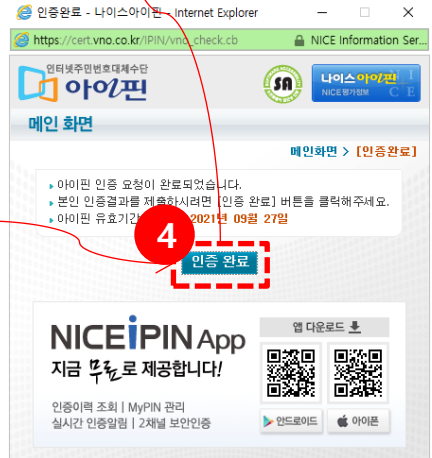 인증완료 - 나이스아이핀 - Internet Explorer
https://cert.vno.co.kr/IPIN/vno_check.cb
NICE Information Ser...
인터넷주민번호대체수단
아이핀
SA
나이스아이핀
NICE평가정보
메인 화면
메인화면 > [인증완료]
아이핀 인증 요청이 완료되었습니다.
본인 인증결과를 제출하시려면 [인증 완료] 버튼을 클릭해주세요.
아이핀 유효기간 2021년 09월 27일
4
인증 완료
NICE iPIN App
지금 무료로 제공합니다!
인증이력 조회 | MyPIN 관리
실시간 인증알림 | 2채널 보안인증
앱 다운로드
안드로이드
아이폰